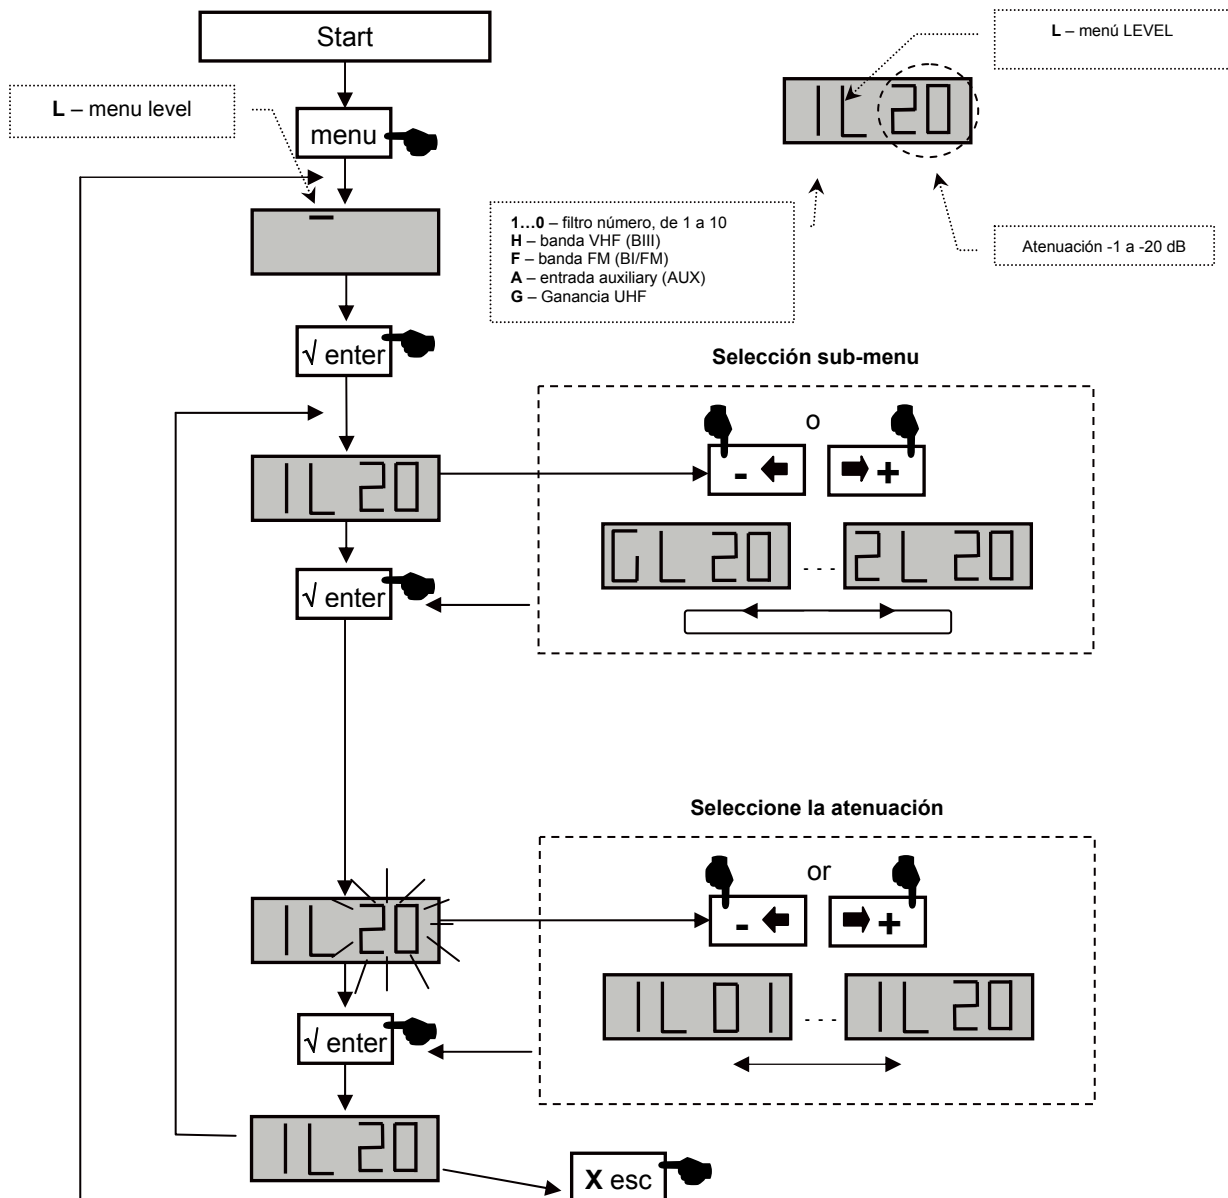 Start
L – menú LEVEL
L – menu level
1L 20
menu
1...0 – filtro número, de 1 a 10
H – banda VHF (BIII)
F – banda FM (BI/FM)
A – entrada auxiliary (AUX)
G – Ganancia UHF
Atenuación -1 a -20 dB
√ enter
Selección sub-menu
o
- +
1L 20
GL 20 ... 2L 20
√ enter
Seleccione la atenuación
or
- +
1L 20
1L 01 ... 1L 20
√ enter
1L 20
X esc